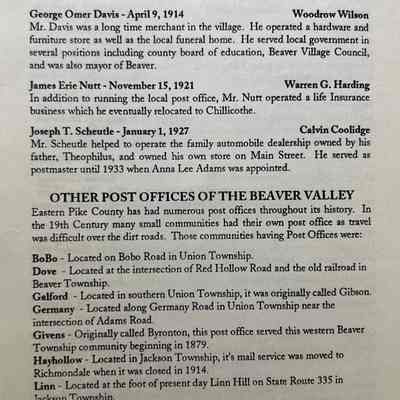 George Omer Davis - April 9, 1914 Woodrow Wilson
Mr. Davis was a long time merchant in the village. He operated a hardware and
furniture store as well as the local funeral home. He served local government in
several positions including county board of education, Beaver Village Council,
and was also mayor of Beaver.
James Erie Nutt - November 15, 1921 Warren G. Harding
In addition to running the local post office, Mr. Nutt operated a life Insurance
business which he eventually relocated to Chillicothe.
Joseph T. Scheutle - January 1, 1927 Calvin Coolidge
Mr. Scheutle helped to operate the family automobile dealership owned by his
father, Theophilus, and owned his own store on Main Street. He served as
postmaster until 1933 when Anna Lee Adams was appointed.
OTHER POST OFFICES OF THE BEAVER VALLEY
Eastern Pike County has had numerous post offices throughout its history. In
the 19th Century many small communities had their own post office as travel
was difficult over the dirt roads. Those communities having Post Offices were:
BoBo - Located on Bobo Road in Union Township.
Dove - Located at the intersection of Red Hollow Road and the old railroad in
Beaver Township.
Galford - Located in southern Union Township, it was originally called Gibson.
Germany - Located along Germany Road in Union Township near the
intersection of Adams Road.
Givens - Originally called Byronton, this post office served this western Beaver
Township community beginning in 1879.
Hayhollow - Located in Jackson Township, it's mail service was moved to
Richmondale when it was closed in 1914.
Linn - Located at the foot of present day Linn Hill on State Route 335 in
Jackson Township.